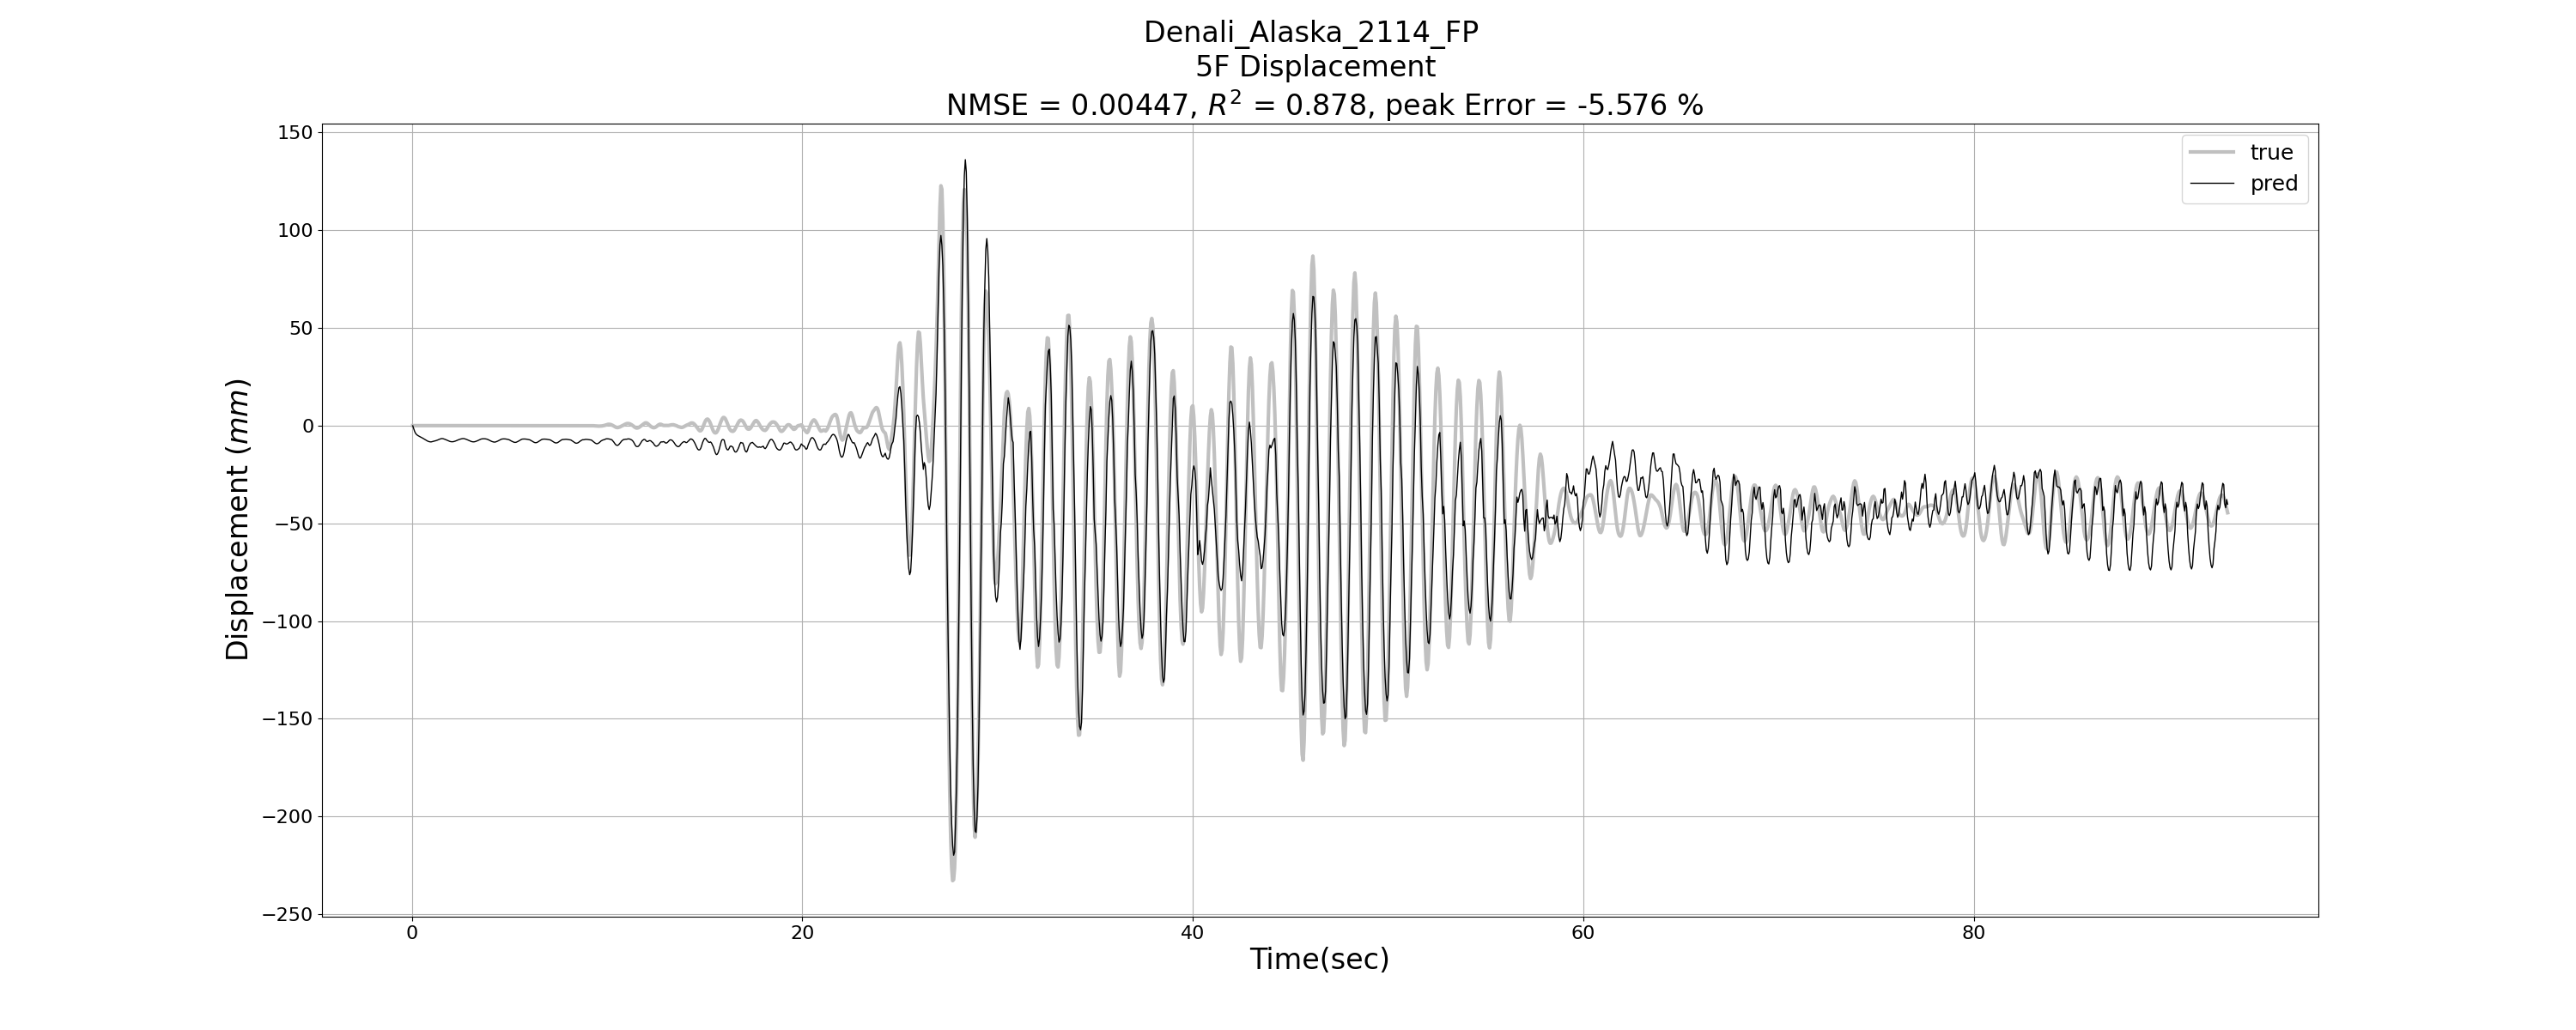 Denali_Alaska_2114_FP
5F Displacement
NMSE = 0.00447, R² = 0.878, peak Error = -5.576 %
true
pred
150
100
50
0
−50
−100
−150
−200
−250
Displacement (mm)
0 20 40 60 80
Time(sec)